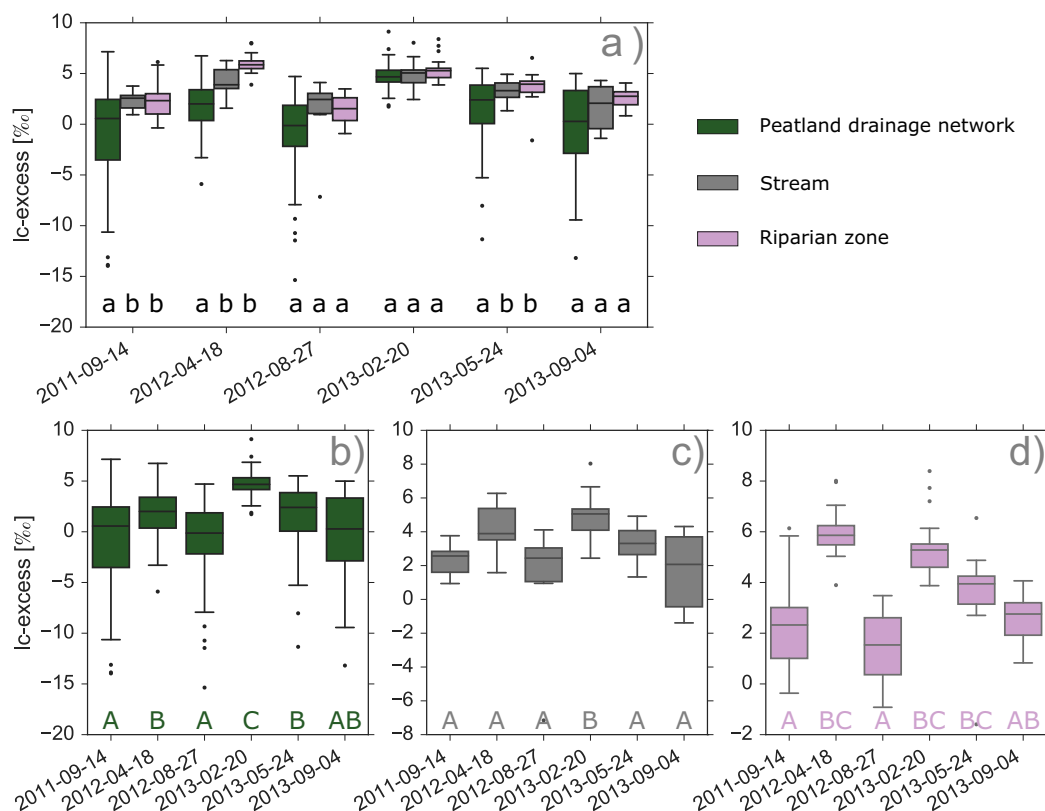 10
5
0
−5
−10
−15
−20
lc-excess [‰]
a)
Peatland drainage network
Stream
Riparian zone
a b b a b b a a a a a a a b b a a a
2011-09-14 2012-04-18 2012-08-27 2013-02-20 2013-05-24 2013-09-04
10
5
0
−5
−10
−15
−20
lc-excess [‰]
b)
A B A C B AB
2011-09-14 2012-04-18 2012-08-27 2013-02-20 2013-05-24 2013-09-04
10
8
6
4
2
0
−2
−4
−6
−8
c)
A A A B A A
2011-09-14 2012-04-18 2012-08-27 2013-02-20 2013-05-24 2013-09-04
10
8
6
4
2
0
−2
d)
A BC A BC BC AB
2011-09-14 2012-04-18 2012-08-27 2013-02-20 2013-05-24 2013-09-04